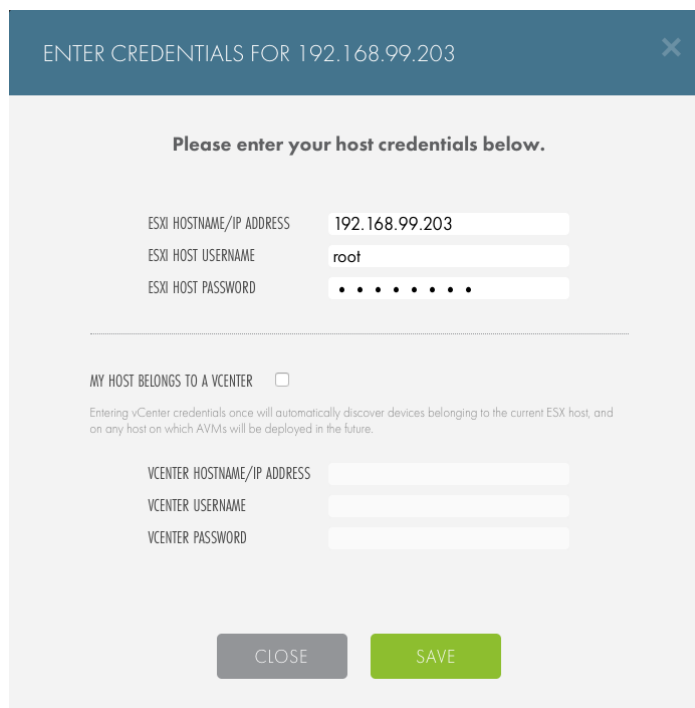 ENTER CREDENTIALS FOR 192.168.99.203
Please enter your host credentials below.
ESXI HOSTNAME/IP ADDRESS 192.168.99.203
ESXI HOST USERNAME root
ESXI HOST PASSWORD ● ● ● ● ● ● ● ●
MY HOST BELONGS TO A VCENTER
Entering vCenter credentials once will automatically discover devices belonging to the current ESX host, and
on any host on which AVMs will be deployed in the future.
VCENTER HOSTNAME/IP ADDRESS
VCENTER USERNAME
VCENTER PASSWORD
CLOSE SAVE